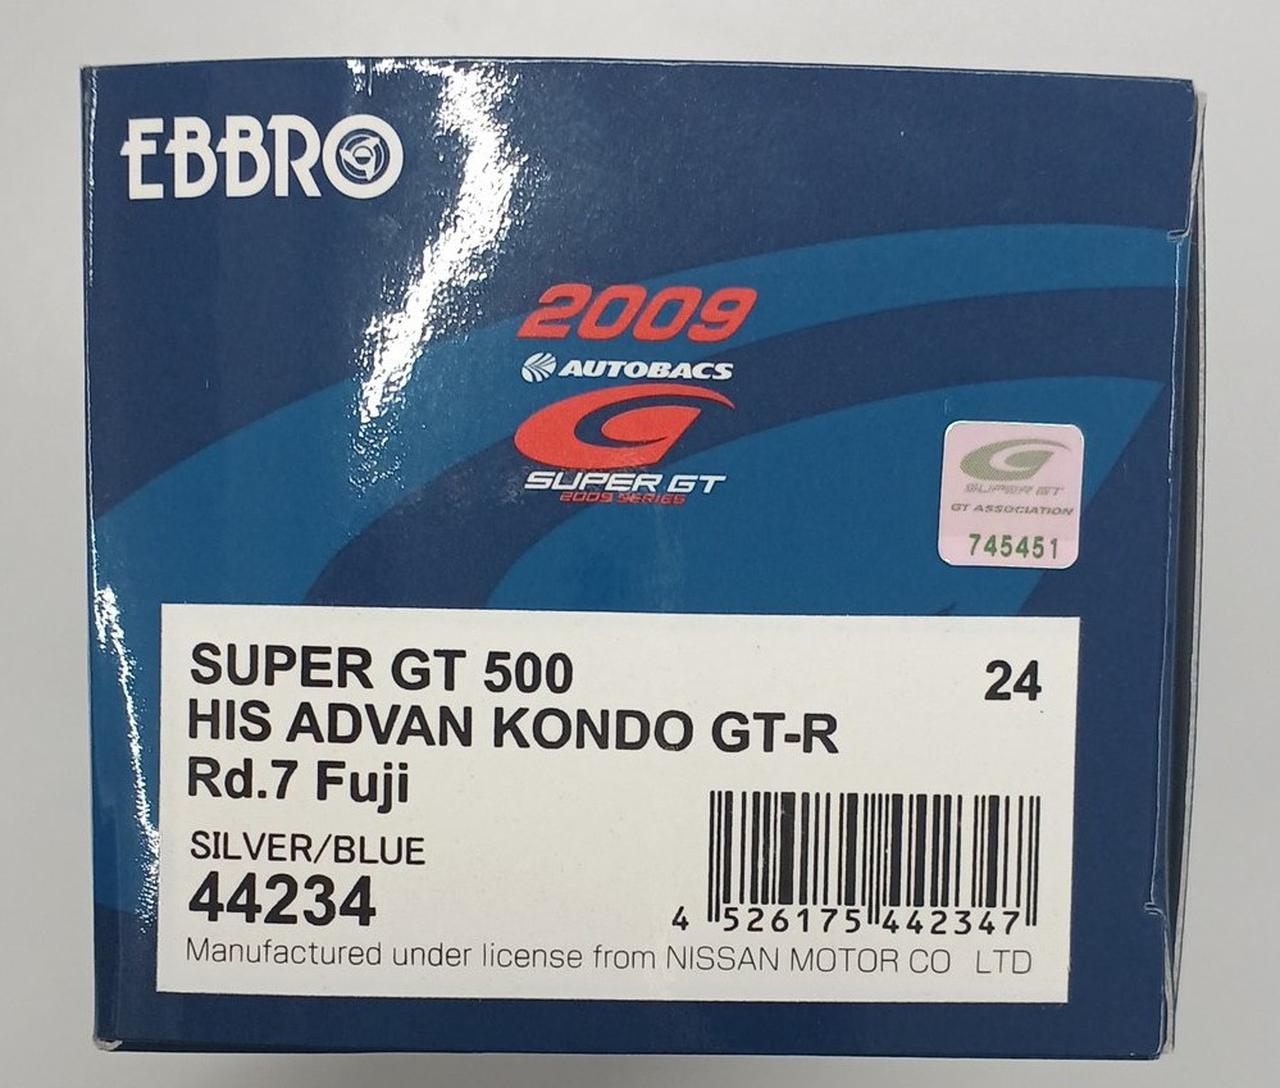 EBBRO
2009
AUTOBACS
SUPER GT
2009 SERIES
SUPER GT
GT ASSOCIATION
745451
SUPER GT 500
24
HIS ADVAN KONDO GT-R
Rd.7 Fuji
SILVER/BLUE
44234
4 526175 442347
Manufactured under license from NISSAN MOTOR CO LTD